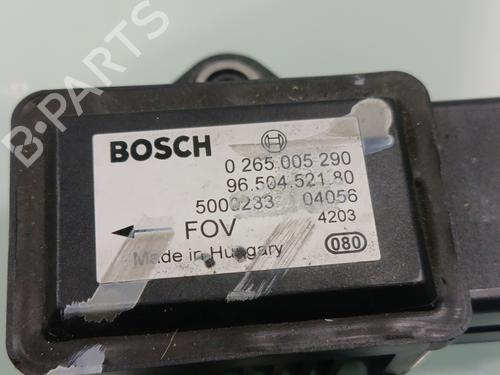 BOSCH
0 265 005 290
96.504.521.80
5000233 04056
4203
FOV
Made in Hungary
080
B-PARTS